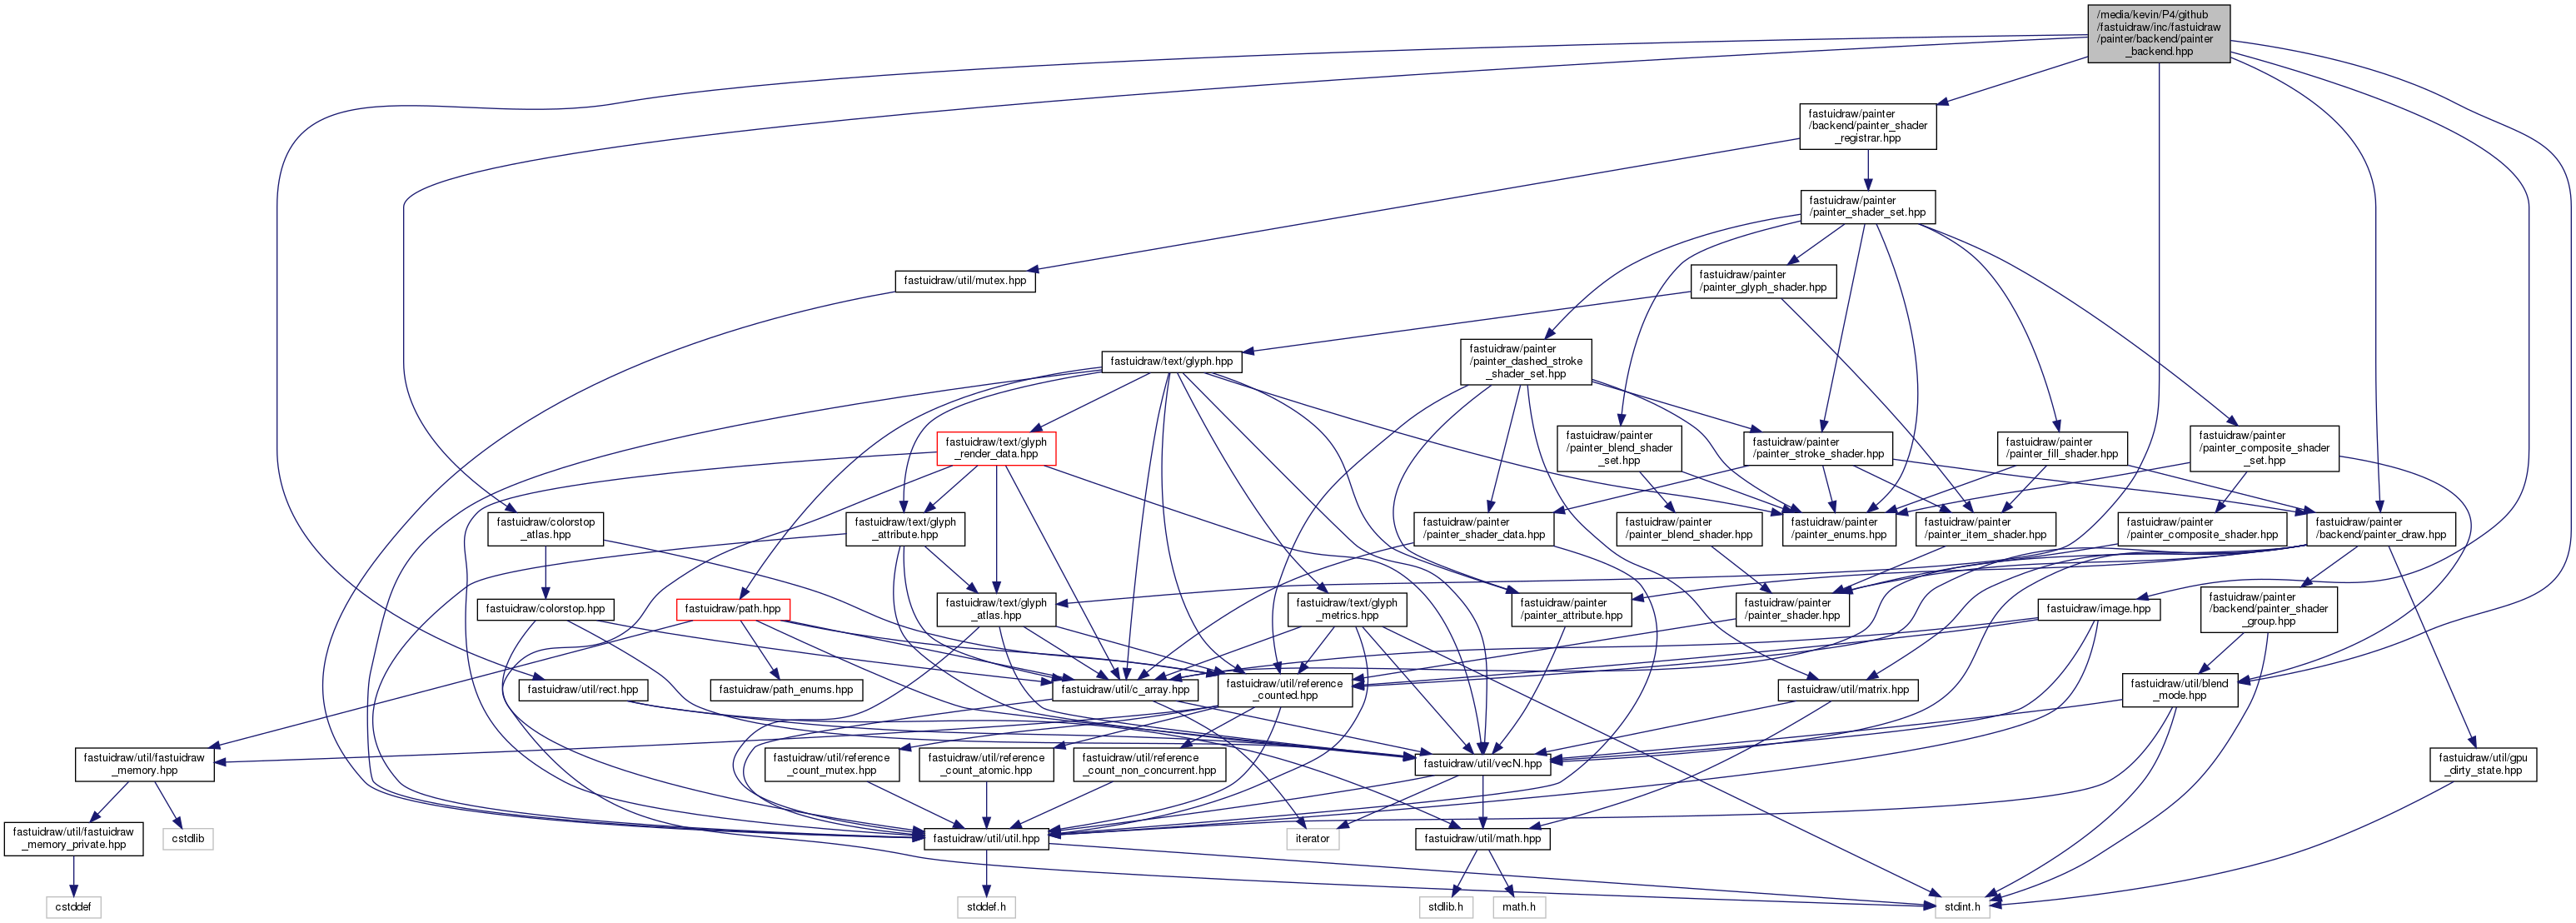 /media/kevin/P4/github
/fastuidraw/inc/fastuidraw
/painter/backend/painter
_backend.hpp
fastuidraw/painter
/backend/painter_shader
_registrar.hpp
fastuidraw/painter
/painter_shader_set.hpp
fastuidraw/util/mutex.hpp
fastuidraw/painter
/painter_glyph_shader.hpp
fastuidraw/text/glyph.hpp
fastuidraw/painter
/painter_dashed_stroke
_shader_set.hpp
fastuidraw/text/glyph
_render_data.hpp
fastuidraw/painter
/painter_blend_shader
_set.hpp
fastuidraw/painter
/painter_stroke_shader.hpp
fastuidraw/painter
/painter_fill_shader.hpp
fastuidraw/painter
/painter_composite_shader
_set.hpp
fastuidraw/colorstop
_atlas.hpp
fastuidraw/text/glyph
_attribute.hpp
fastuidraw/painter
/painter_shader_data.hpp
fastuidraw/painter
/painter_blend_shader.hpp
fastuidraw/painter
/painter_enums.hpp
fastuidraw/painter
/painter_item_shader.hpp
fastuidraw/painter
/painter_composite_shader.hpp
fastuidraw/painter
/backend/painter_draw.hpp
fastuidraw/colorstop.hpp
fastuidraw/path.hpp
fastuidraw/text/glyph
_atlas.hpp
fastuidraw/text/glyph
_metrics.hpp
fastuidraw/painter
/painter_attribute.hpp
fastuidraw/painter
/painter_shader.hpp
fastuidraw/image.hpp
fastuidraw/painter
/backend/painter_shader
_group.hpp
fastuidraw/util/rect.hpp
fastuidraw/path_enums.hpp
fastuidraw/util/c_array.hpp
fastuidraw/util/reference
_counted.hpp
fastuidraw/util/matrix.hpp
fastuidraw/util/blend
_mode.hpp
fastuidraw/util/fastuidraw
_memory.hpp
fastuidraw/util/reference
_count_mutex.hpp
fastuidraw/util/reference
_count_atomic.hpp
fastuidraw/util/reference
_count_non_concurrent.hpp
fastuidraw/util/vecN.hpp
fastuidraw/util/gpu
_dirty_state.hpp
fastuidraw/util/fastuidraw
_memory_private.hpp
cstdlib
fastuidraw/util/util.hpp
iterator
fastuidraw/util/math.hpp
cstddef
stddef.h
stdlib.h
math.h
stdint.h